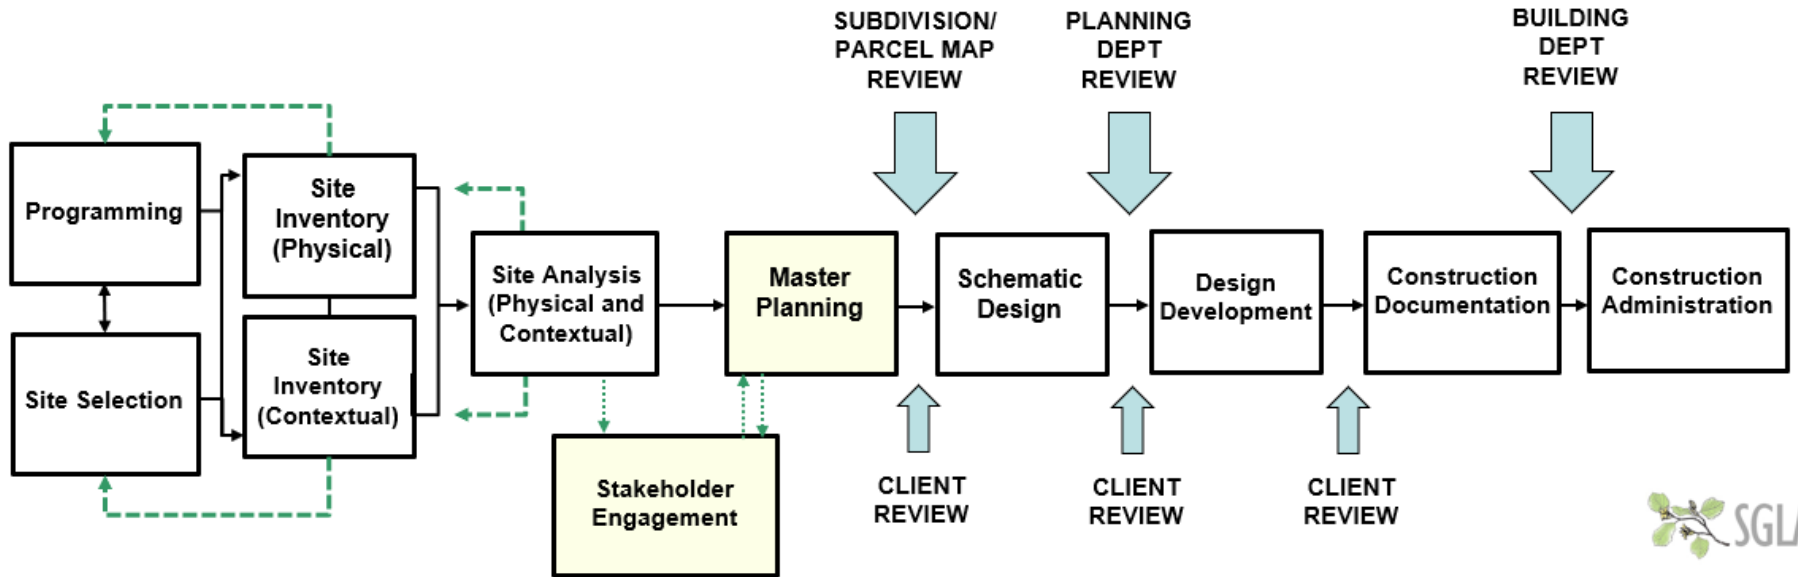 SUBDIVISION/
PARCEL MAP
REVIEW
PLANNING
DEPT
REVIEW
BUILDING
DEPT
REVIEW
Programming
Site Selection
Site
Inventory
(Physical)
Site
Inventory
(Contextual)
Site Analysis
(Physical and
Contextual)
Stakeholder
Engagement
Master
Planning
Schematic
Design
Design
Development
Construction
Documentation
Construction
Administration
CLIENT
REVIEW
CLIENT
REVIEW
CLIENT
REVIEW
SGLA